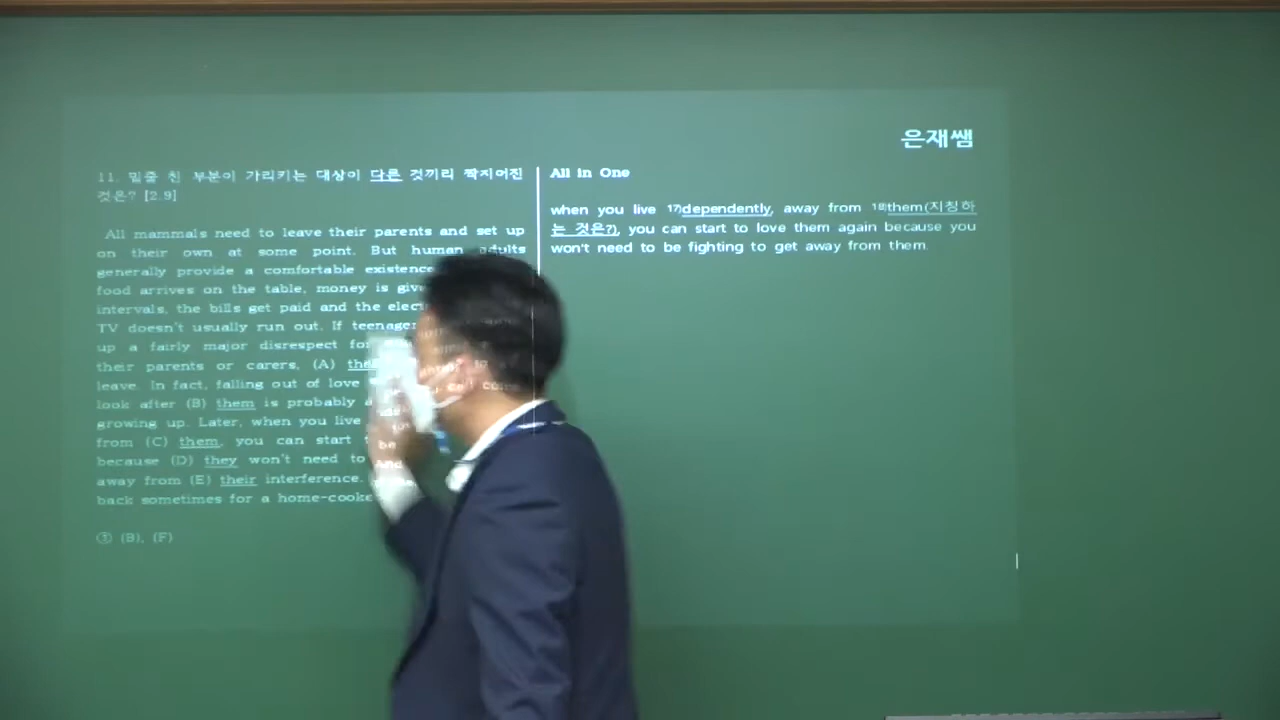 은재쌤
11. 밑줄 친 부분이 가리키는 대상이 다른 것끼리 짝지어진
것은? [2.9]
All mammals need to leave their parents and set up
on their own at some point. But human adults
generally provide a comfortable existence
food arrives on the table, money is
intervals, the bills get paid and the
TV doesn't usually run out. If
up a fairly major disrespect
their parents or carers, (A)
leave. In fact, falling out of love
look after (B) them is probably
growing up. Later, when you live
from (C) them, you can start
because (D) they won't need to
away from (E) their interference.
back sometimes for a
① (B), (F)
All in One
when you live 17)dependently, away from 18)them(지칭하
는 것은?), you can start to love them again because you
won't need to be fighting to get away from them.